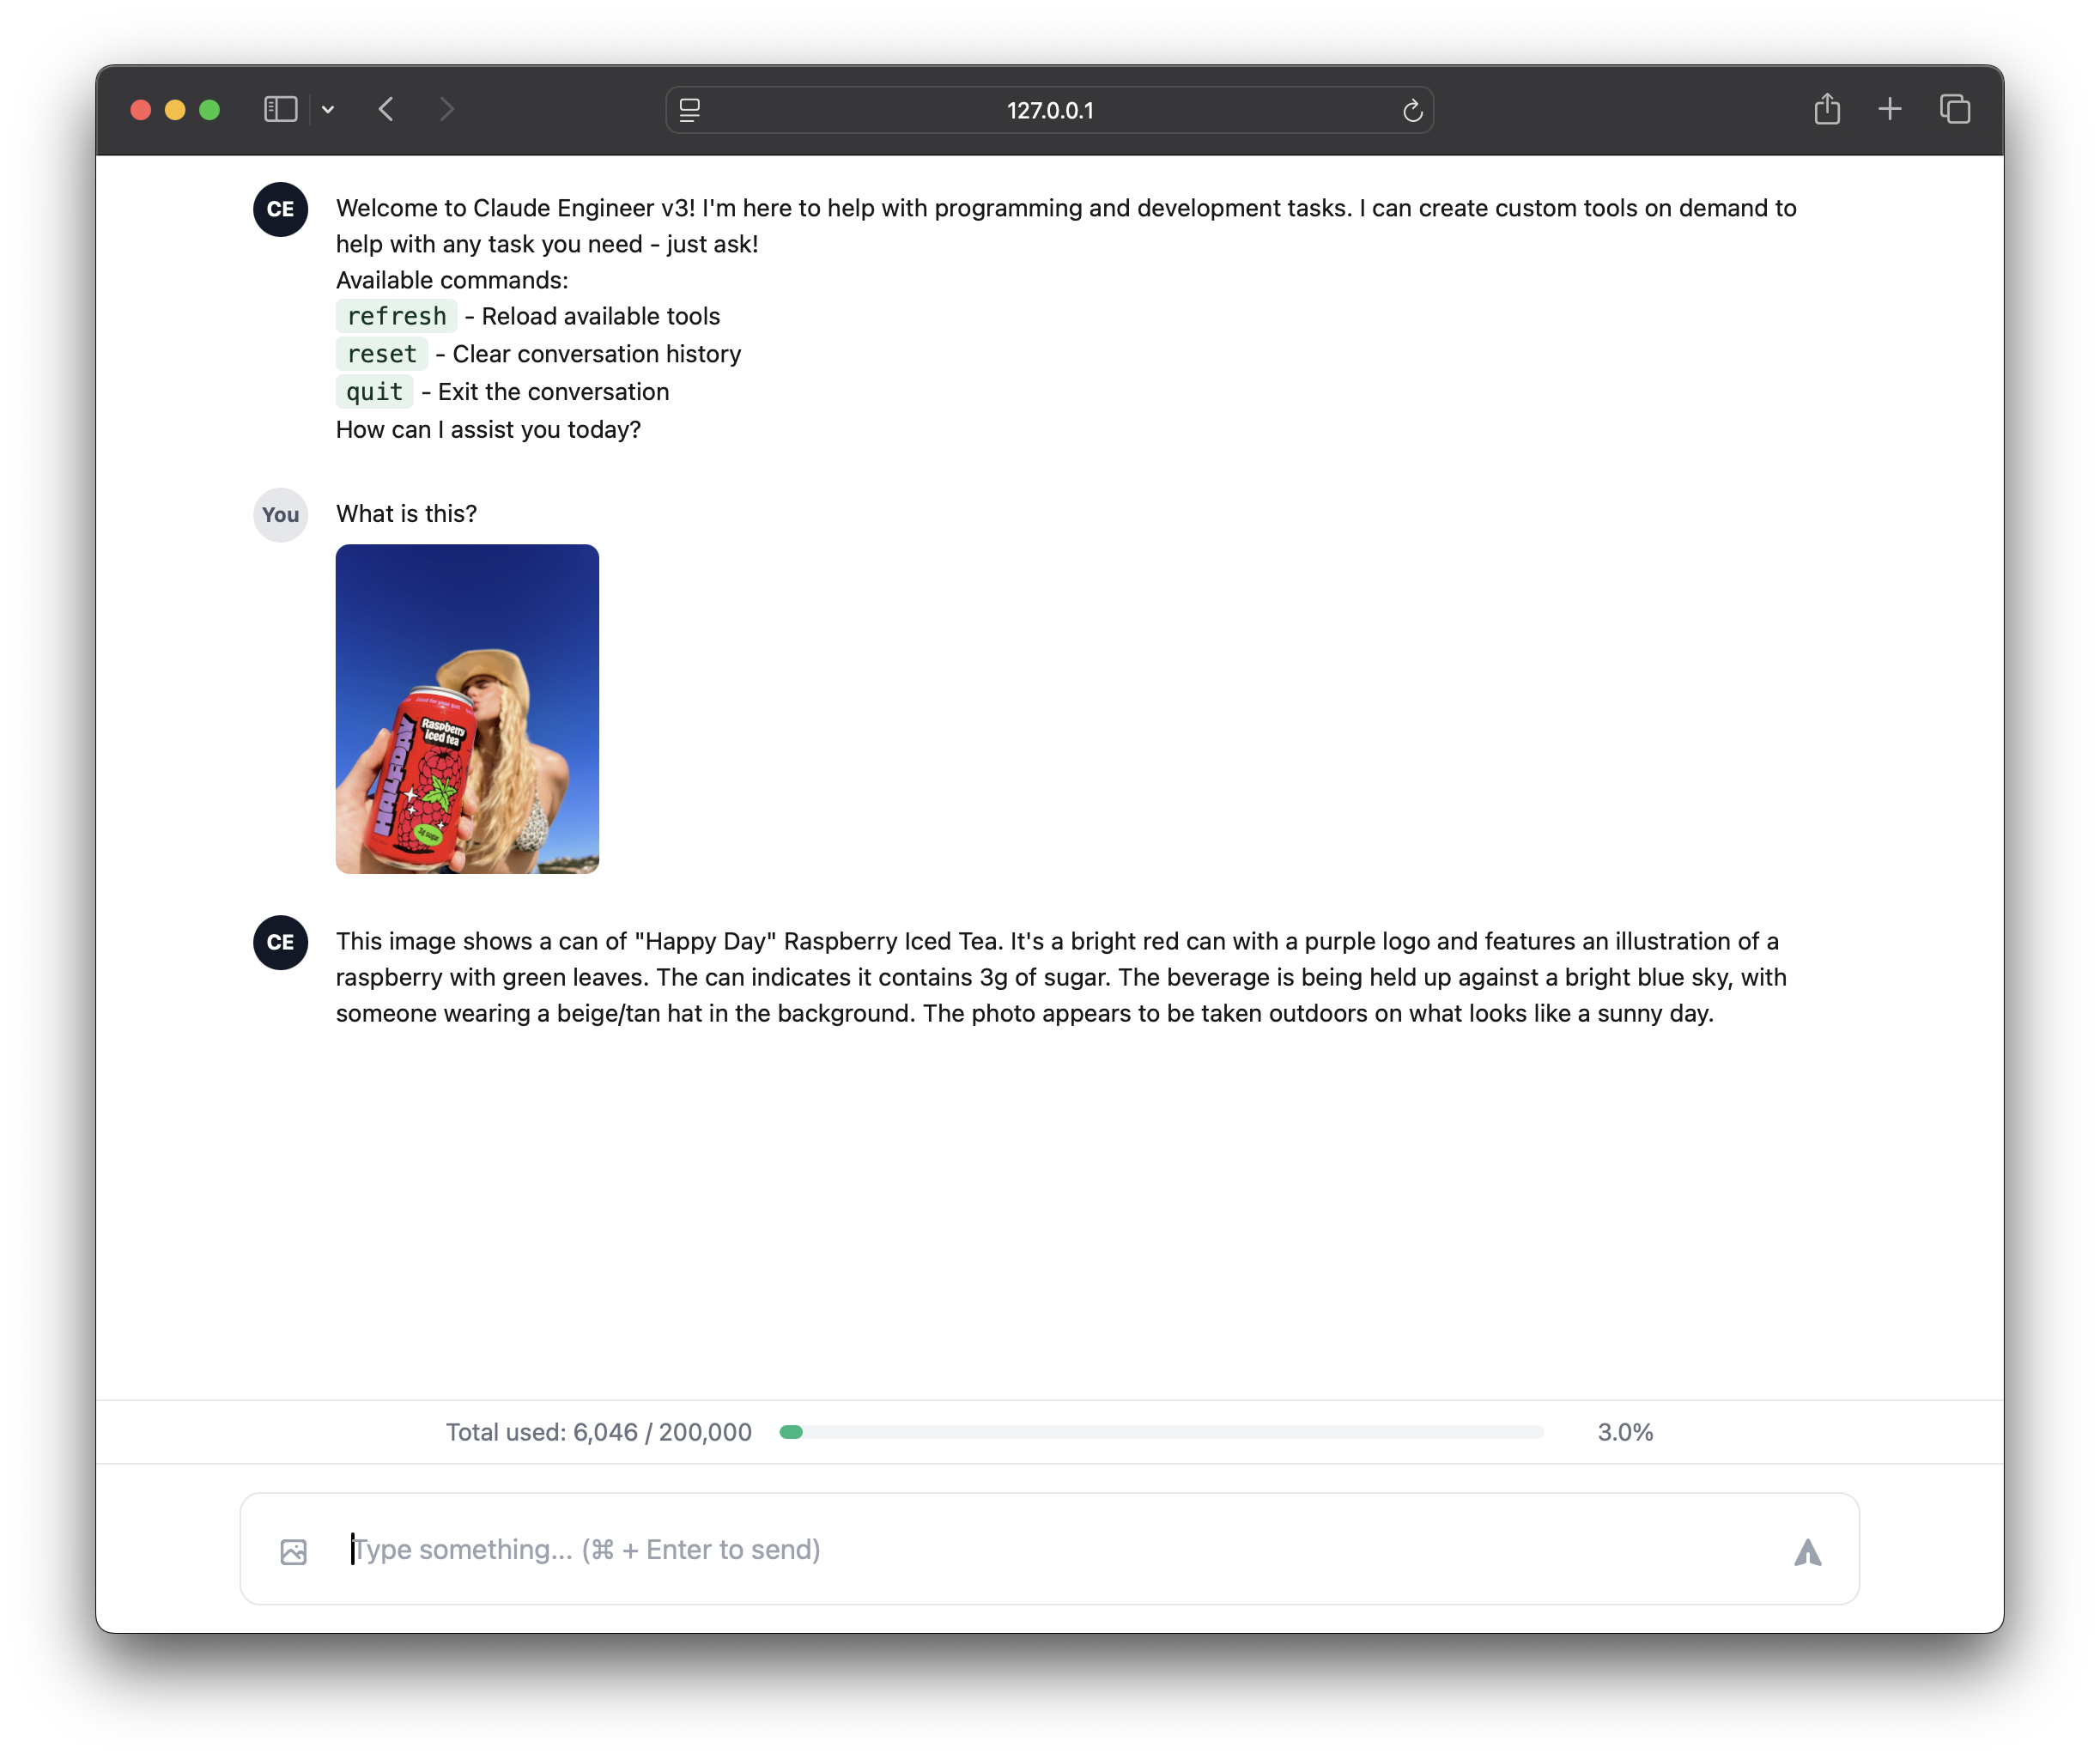 127.0.0.1
CE
Welcome to Claude Engineer v3! I'm here to help with programming and development tasks. I can create custom tools on demand to
help with any task you need - just ask!
Available commands:
refresh - Reload available tools
reset - Clear conversation history
quit - Exit the conversation
How can I assist you today?
You
What is this?
Raspberry
iced tea
HALFDAY
3g sugar
CE
This image shows a can of "Happy Day" Raspberry Iced Tea. It's a bright red can with a purple logo and features an illustration of a
raspberry with green leaves. The can indicates it contains 3g of sugar. The beverage is being held up against a bright blue sky, with
someone wearing a beige/tan hat in the background. The photo appears to be taken outdoors on what looks like a sunny day.
Total used: 6,046 / 200,000
3.0%
Type something... (⌘ + Enter to send)